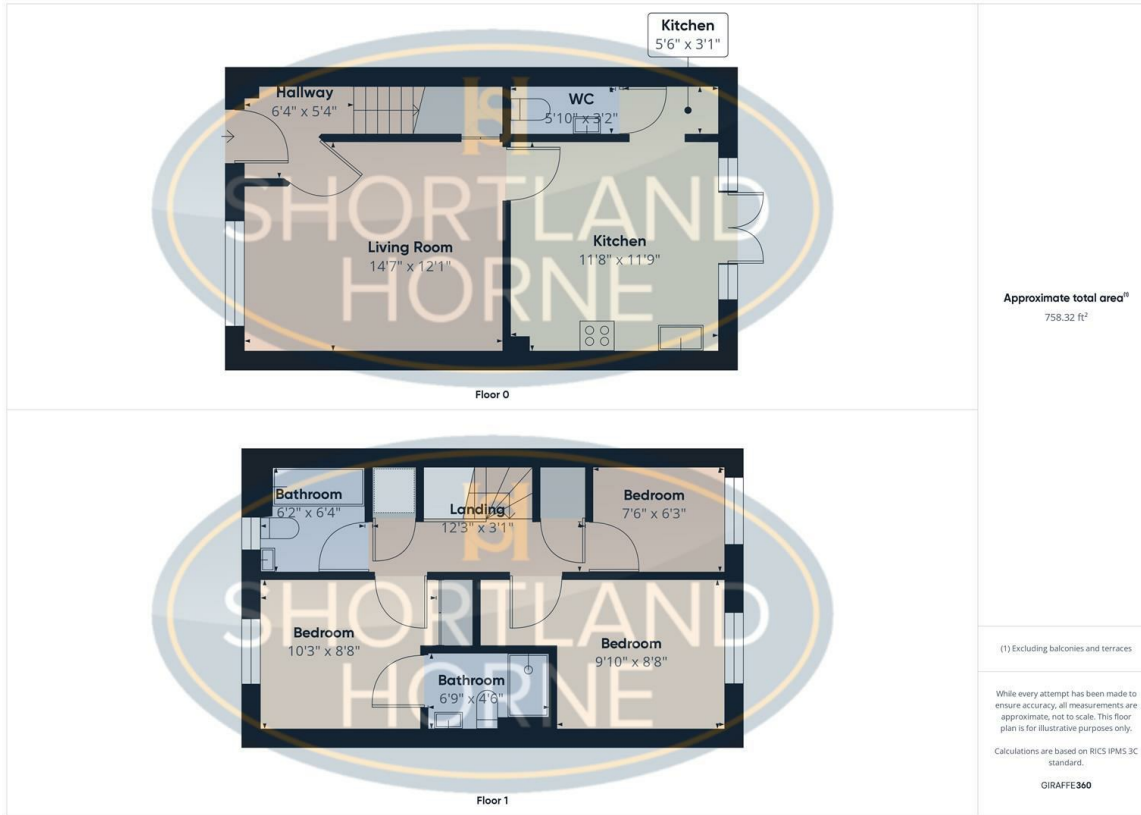 Kitchen
5'6" x 3'1"
Hallway
6'4" x 5'4"
WC
5'10" x 3'2"
SHORTLAND
HORNE
Living Room
14'7" x 12'1"
Kitchen
11'8" x 11'9"
Floor 0
Approximate total area(1)
758.32 ft²
Bathroom
6'2" x 6'4"
Landing
12'3" x 3'1"
Bedroom
7'6" x 6'3"
SHORTLAND
HORNE
Bedroom
10'3" x 8'8"
Bedroom
9'10" x 8'8"
Bathroom
6'9" x 4'6"
Floor 1
(1) Excluding balconies and terraces
While every attempt has been made to
ensure accuracy, all measurements are
approximate, not to scale. This floor
plan is for illustrative purposes only.
Calculations are based on RICS IPMS 3C
standard.
GIRAFFE360